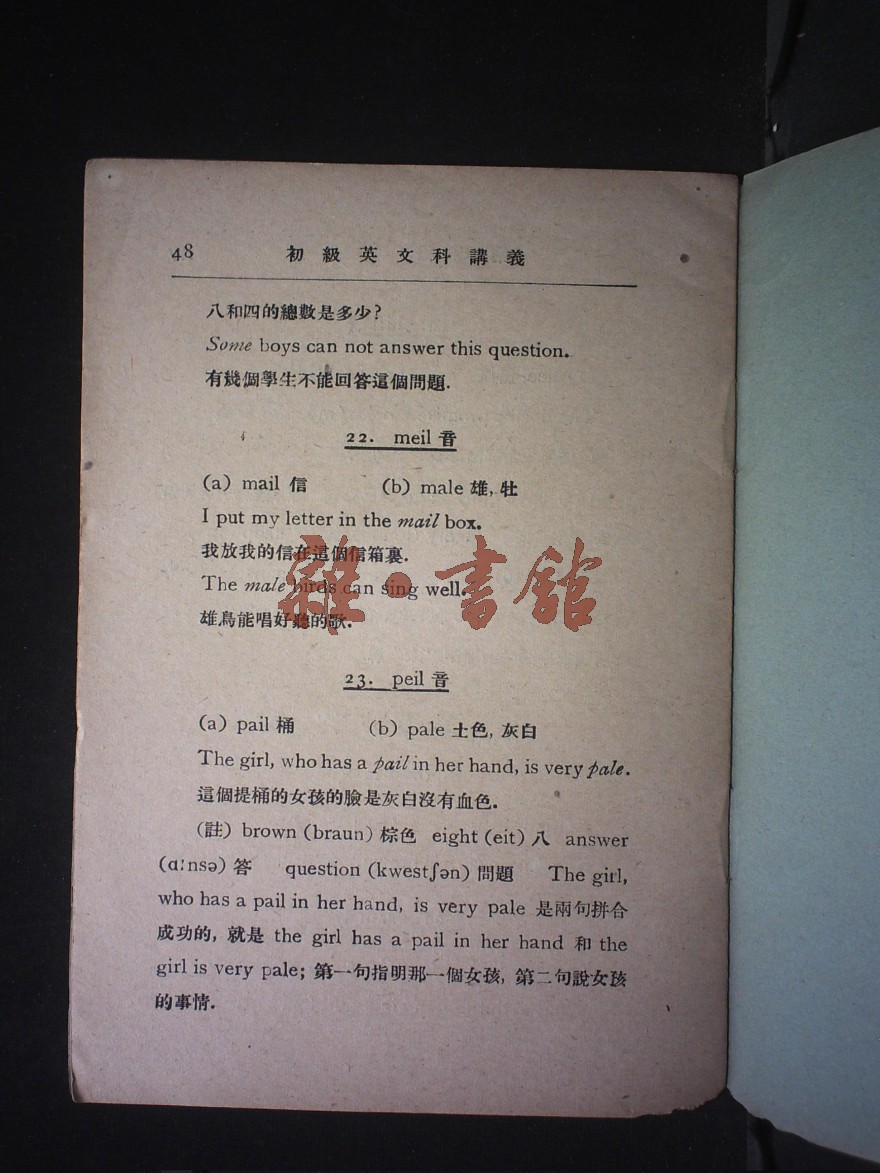 48 初級英文科講義
八和四的總數是多少?
Some boys can not answer this question.
有幾個學生不能回答這個問題.
22. meil 音
(a) mail 信 (b) male 雄, 牡
I put my letter in the mail box.
我放我的信在這個信箱裏.
The male birds can sing well.
雄鳥能唱好聽的歌.
雜·書館
23. peil 音
(a) pail 桶 (b) pale 土色, 灰白
The girl, who has a pail in her hand, is very pale.
這個提桶的女孩的臉是灰白沒有血色.
(註) brown (braun) 棕色 eight (eit) 八 answer
(ɑ:nsə) 答 question (kwestʃən) 問題 The girl,
who has a pail in her hand, is very pale 是兩句拼合
成功的, 就是 the girl has a pail in her hand 和 the
girl is very pale; 第一句指明那一個女孩, 第二句說女孩
的事情.